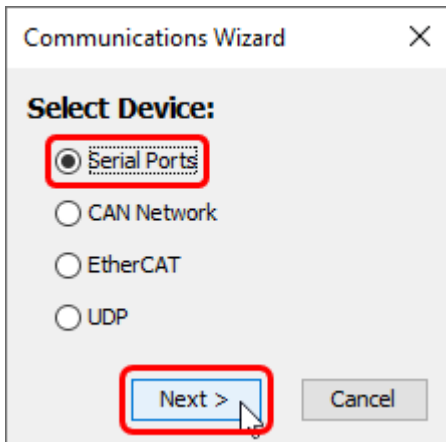 Communications Wizard
Select Device:
Serial Ports
CAN Network
EtherCAT
UDP
Next > Cancel